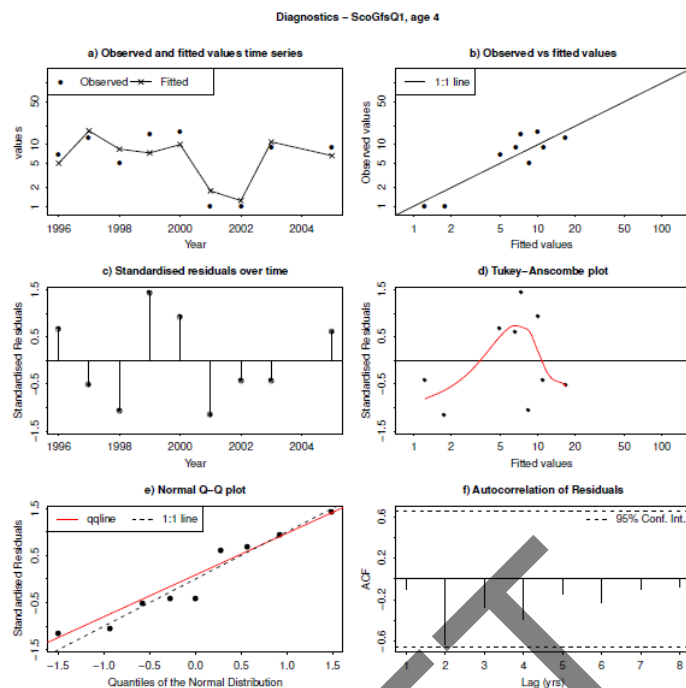 Diagnostics – ScoGfsQ1, age 4
a) Observed and fitted values time series
Observed Fitted
values
1 2 5 10 50
1996 1998 2000 2002 2004
Year
b) Observed vs fitted values
1:1 line
Observed values
1 2 5 10 50
1 2 5 10 20 50 100
Fitted values
c) Standardised residuals over time
Standardised Residuals
−1.5 −0.5 0.5 1.5
1996 1998 2000 2002 2004
Year
d) Tukey−Anscombe plot
Standardised Residuals
−1.5 −0.5 0.5 1.5
1 2 5 10 20 50 100
Fitted values
e) Normal Q−Q plot
qqline 1:1 line
Standardised Residuals
−1.5 −0.5 0.5 1.5
−1.5 −1.0 −0.5 0.0 0.5 1.0 1.5
Quantiles of the Normal Distribution
f) Autocorrelation of Residuals
95% Conf. Int.
ACF
−0.6 −0.2 0.2 0.6
1 2 3 4 5 6 7 8
Lag (yrs)